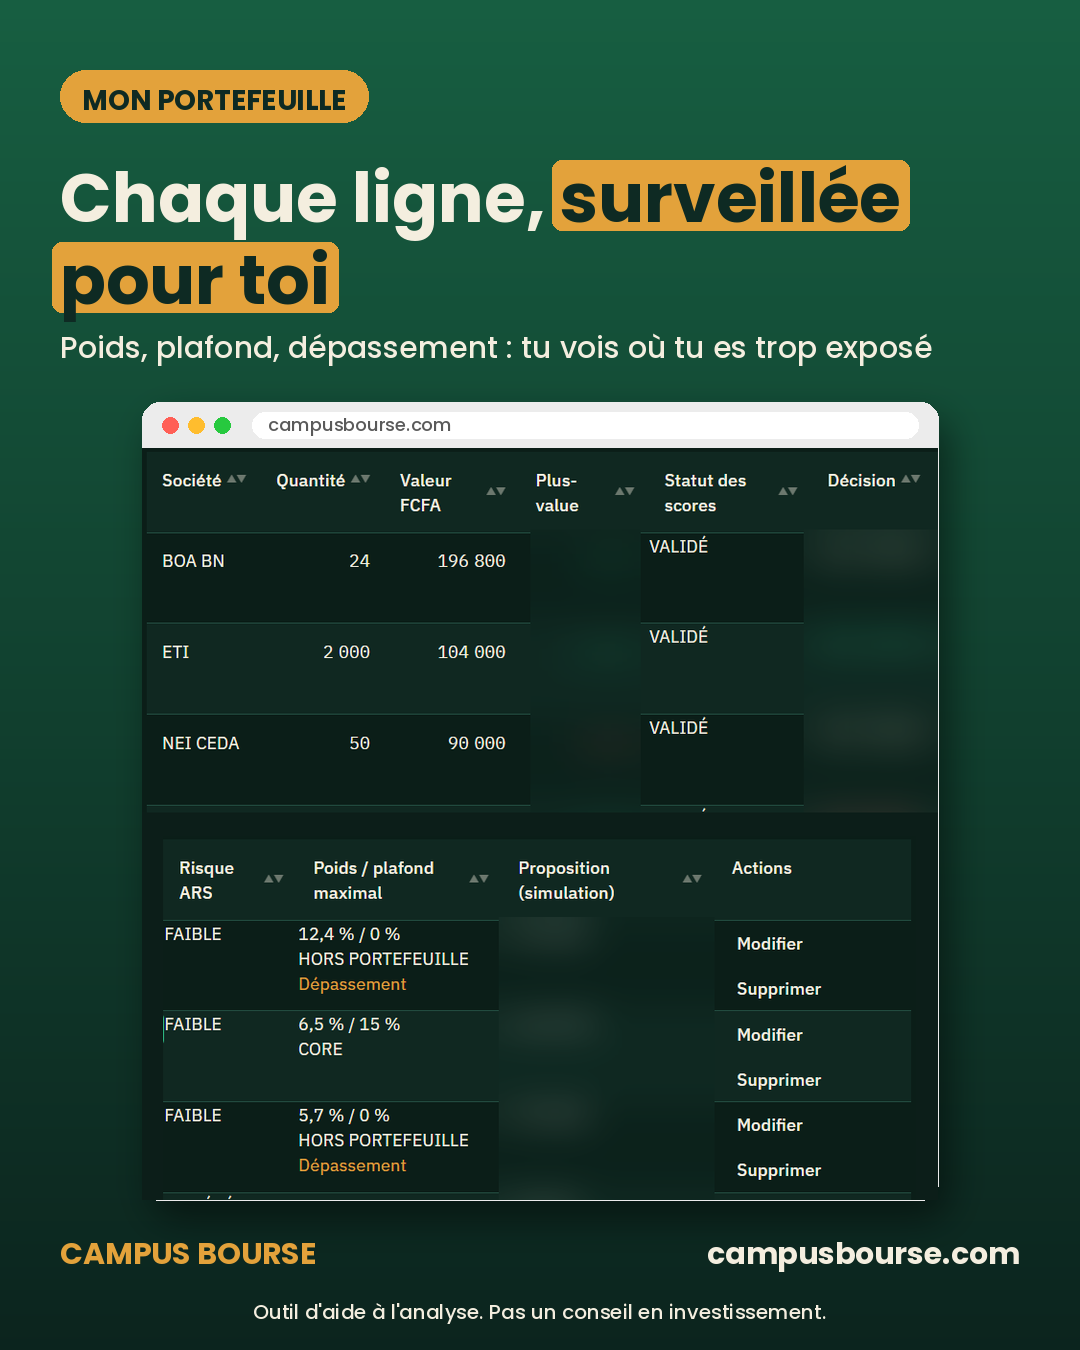 MON PORTEFEUILLE
Chaque ligne, surveillée
pour toi
Poids, plafond, dépassement : tu vois où tu es trop exposé
campusbourse.com
Société Quantité Valeur FCFA Plus-value Statut des scores Décision
BOA BN 24 196 800 VALIDÉ
ETI 2 000 104 000 VALIDÉ
NEI CEDA 50 90 000 VALIDÉ
Risque ARS Poids / plafond maximal Proposition (simulation) Actions
FAIBLE 12,4 % / 0 % Modifier
HORS PORTEFEUILLE
Dépassement Supprimer
FAIBLE 6,5 % / 15 % Modifier
CORE
Supprimer
FAIBLE 5,7 % / 0 % Modifier
HORS PORTEFEUILLE
Dépassement Supprimer
CAMPUS BOURSE campusbourse.com
Outil d'aide à l'analyse. Pas un conseil en investissement.